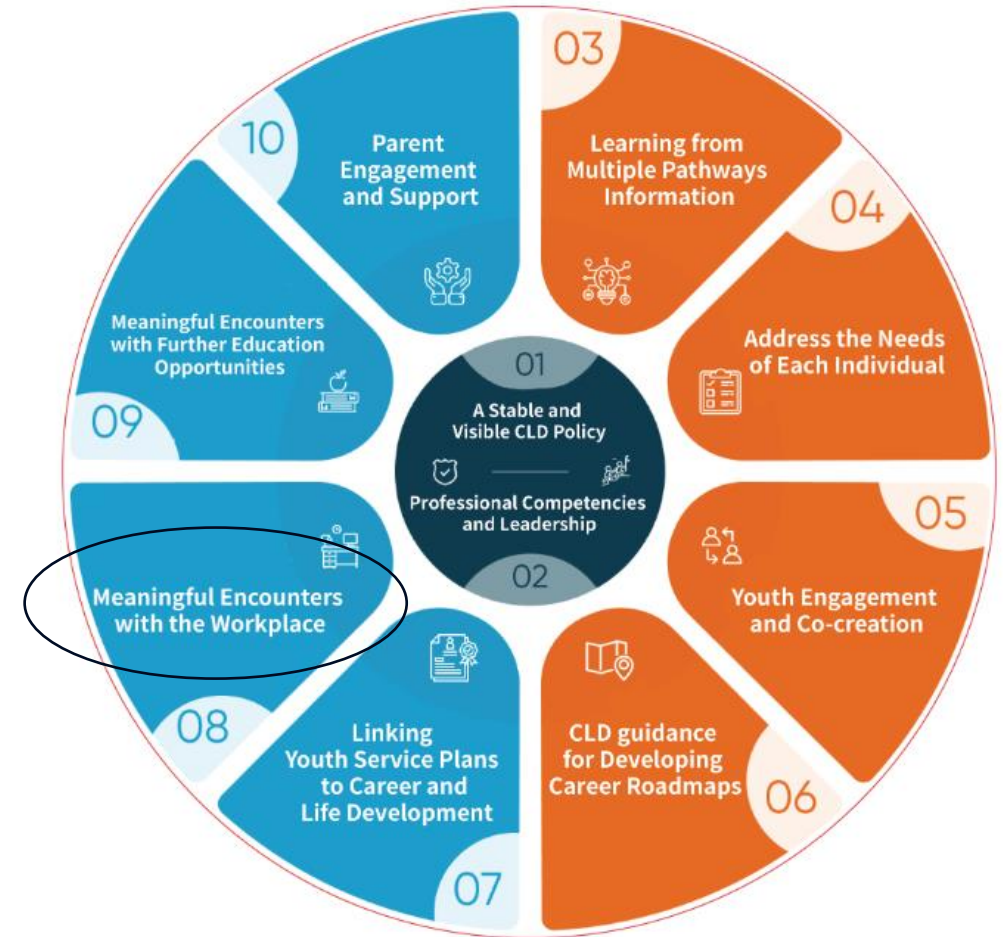 01
A Stable and
Visible CLD Policy
Professional Competencies
and Leadership
02
03
Learning from
Multiple Pathways
Information
04
Address the Needs
of Each Individual
05
Youth Engagement
and Co-creation
CLD guidance
for Developing
Career Roadmaps
06
Linking
Youth Service Plans
to Career and
Life Development
07
Meaningful Encounters
with the Workplace
08
Meaningful Encounters
with Further Education
Opportunities
09
10
Parent
Engagement
and Support